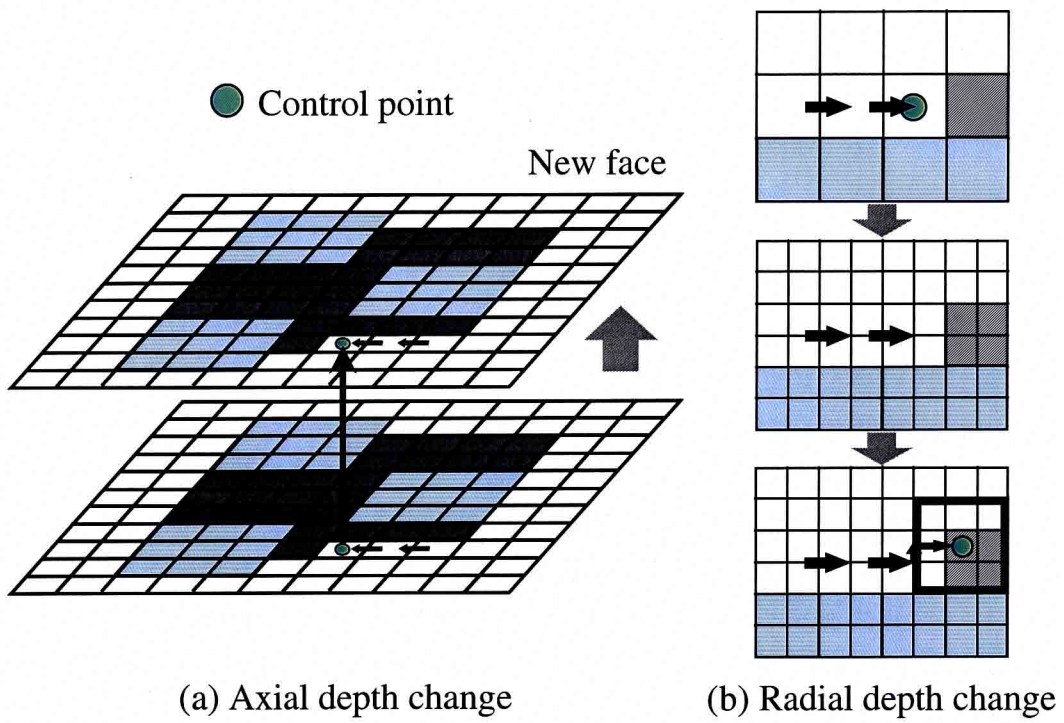 Control point
New face
(a) Axial depth change
(b) Radial depth change